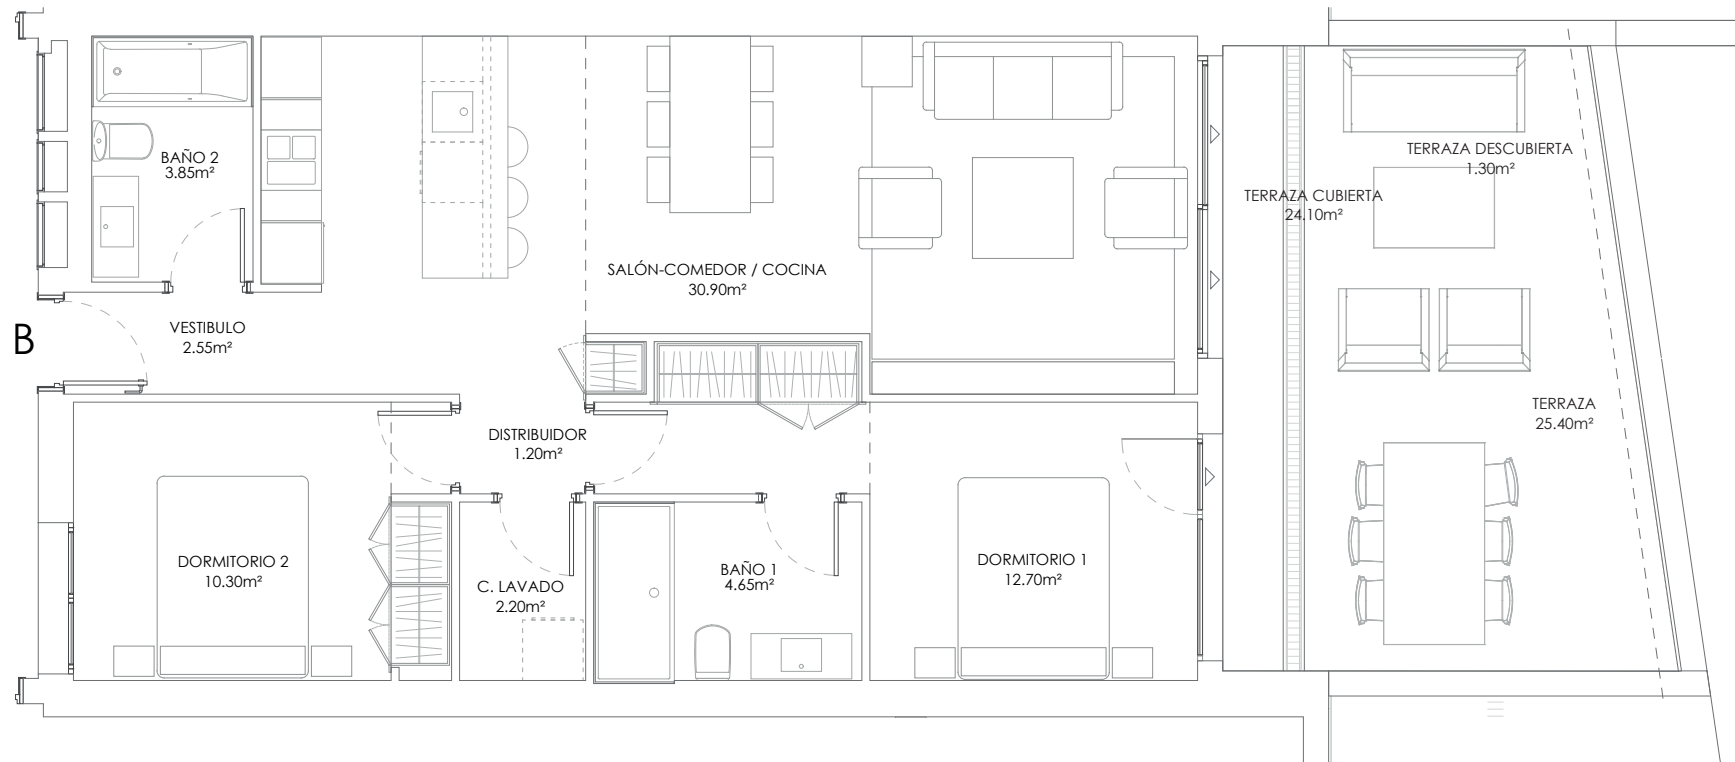 BAÑO 2
3.85m²
TERRAZA DESCUBIERTA
1.30m²
TERRAZA CUBIERTA
24.10m²
SALÓN-COMEDOR / COCINA
30.90m²
B
VESTIBULO
2.55m²
TERRAZA
25.40m²
DISTRIBUIDOR
1.20m²
DORMITORIO 2
10.30m²
C. LAVADO
2.20m²
BAÑO 1
4.65m²
DORMITORIO 1
12.70m²